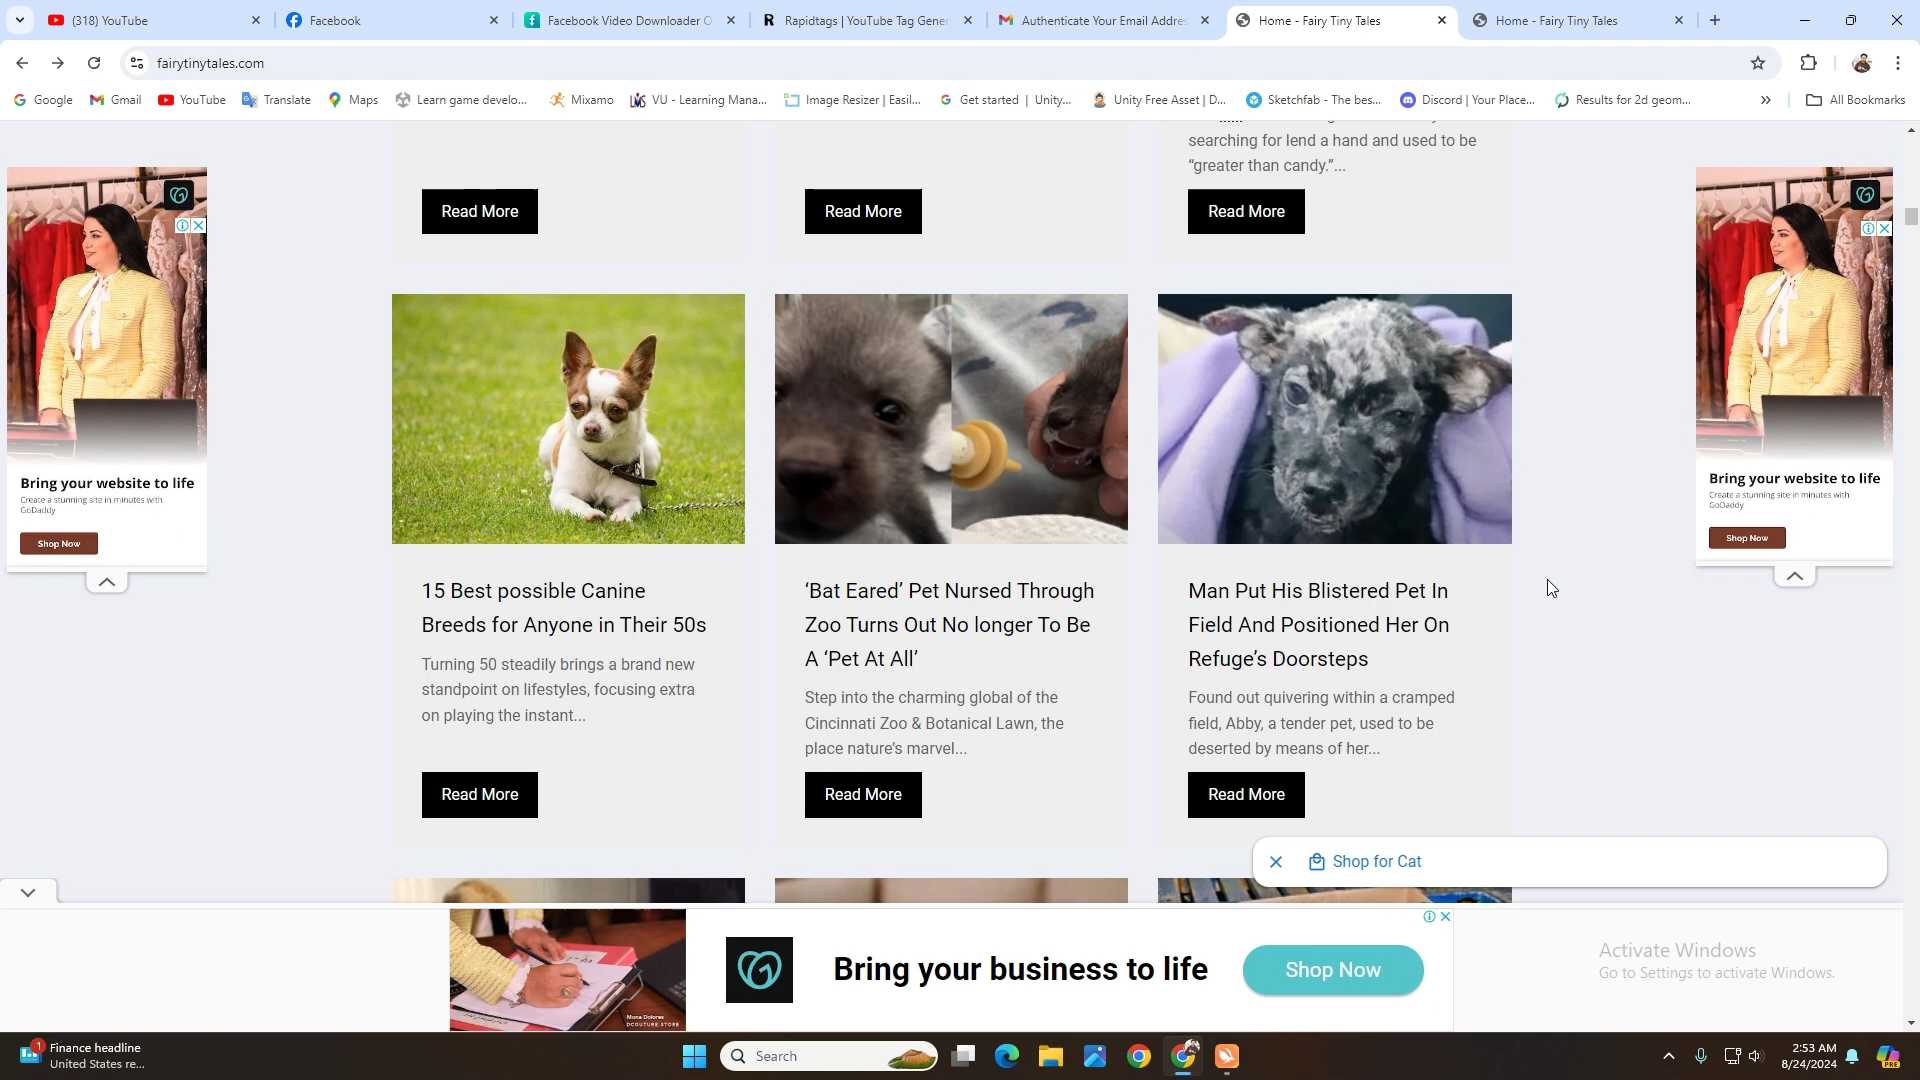 (318) YouTube
Facebook
Facebook Video Downloader O
Rapidtags | YouTube Tag Gener
Authenticate Your Email Addres
Home - Fairy Tiny Tales
Home - Fairy Tiny Tales
fairytinytales.com
Google
Gmail
YouTube
Translate
Maps
Learn game develo...
Mixamo
VU - Learning Mana...
Image Resizer | Easil...
Get started | Unity...
Unity Free Asset | D...
Sketchfab - The bes...
Discord | Your Place...
Results for 2d geom...
All Bookmarks
searching for lend a hand and used to be
“greater than candy.”...
Read More
Read More
Read More
15 Best possible Canine
Breeds for Anyone in Their 50s
Turning 50 steadily brings a brand new
standpoint on lifestyles, focusing extra
on playing the instant...
Read More
‘Bat Eared’ Pet Nursed Through
Zoo Turns Out No longer To Be
A ‘Pet At All’
Step into the charming global of the
Cincinnati Zoo & Botanical Lawn, the
place nature’s marvel...
Read More
Man Put His Blistered Pet In
Field And Positioned Her On
Refuge’s Doorsteps
Found out quivering within a cramped
field, Abby, a tender pet, used to be
deserted by means of her...
Read More
Bring your website to life
Create a stunning site in minutes with
GoDaddy
Shop Now
Bring your website to life
Create a stunning site in minutes with
GoDaddy
Shop Now
Shop for Cat
Mona Dolores
DCOUTURE.STORE
Bring your business to life
Shop Now
Activate Windows
Go to Settings to activate Windows.
1
Finance headline
United States re...
Search
2:53 AM
8/24/2024
PRE